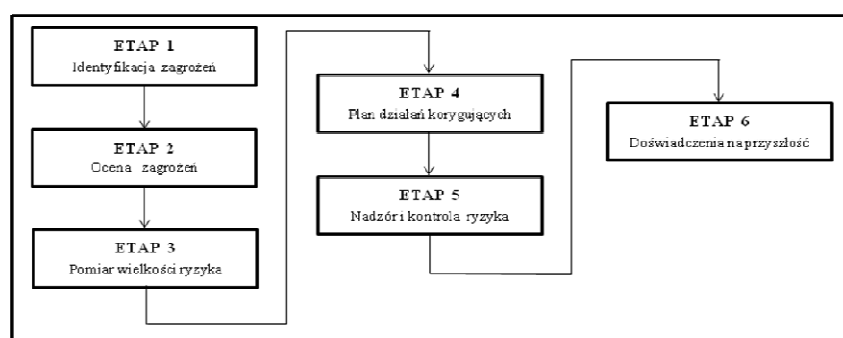 ETAP 1
Identyfikacja zagrożeń
ETAP 2
Ocena zagrożeń
ETAP 3
Pomiar wielkości ryzyka
ETAP 4
Plan działań korygujących
ETAP 5
Nadzór i kontrola ryzyka
ETAP 6
Doświadczenia na przyszłość